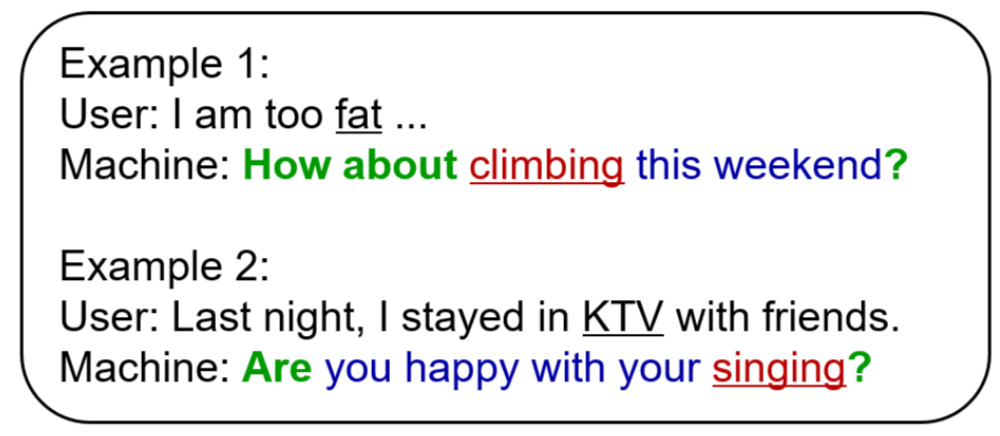 Example 1:
User: I am too fat ...
Machine: How about climbing this weekend?
Example 2:
User: Last night, I stayed in KTV with friends.
Machine: Are you happy with your singing?